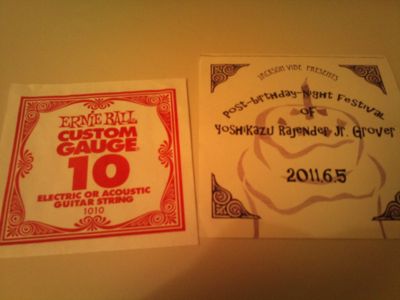 ERNIE BALL
CUSTOM
GAUGE
10
ELECTRIC OR ACOUSTIC
GUITAR STRING
1010
JACKSON VIBE PRESENTS
Post-birthday-Night Festival
OF
Yoshikazu Rajender Jr. Grover
2011.6.5